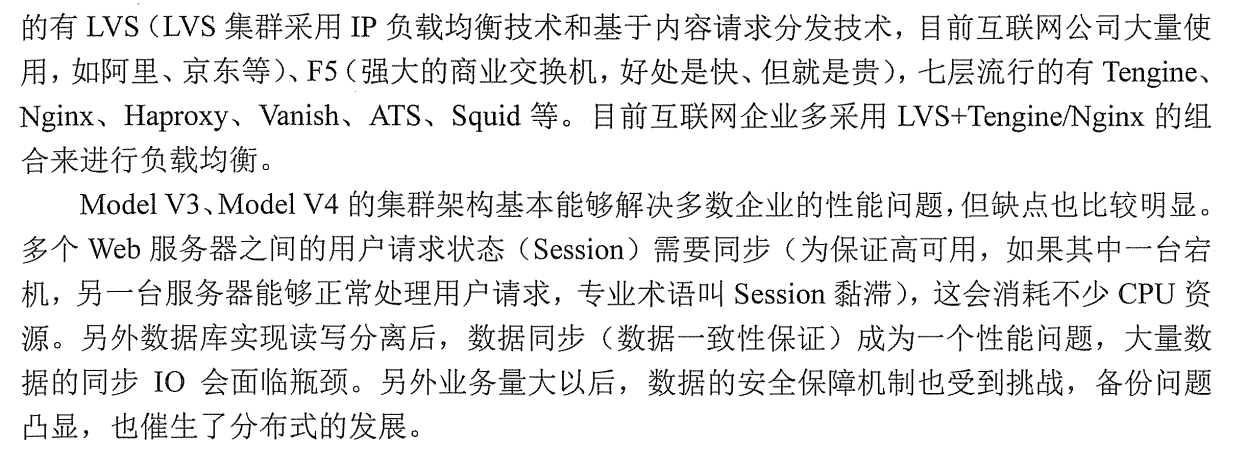 的有 LVS（LVS 集群采用 IP 负载均衡技术和基于内容请求分发技术，目前互联网公司大量使
用，如阿里、京东等）、F5（强大的商业交换机，好处是快、但就是贵），七层流行的有 Tengine、
Nginx、Haproxy、Vanish、ATS、Squid 等。目前互联网企业多采用 LVS+Tengine/Nginx 的组
合来进行负载均衡。
Model V3、Model V4 的集群架构基本能够解决多数企业的性能问题，但缺点也比较明显。
多个 Web 服务器之间的用户请求状态（Session）需要同步（为保证高可用，如果其中一台宕
机，另一台服务器能够正常处理用户请求，专业术语叫 Session 黏滞），这会消耗不少 CPU 资
源。另外数据库实现读写分离后，数据同步（数据一致性保证）成为一个性能问题，大量数
据的同步 IO 会面临瓶颈。另外业务量大以后，数据的安全保障机制也受到挑战，备份问题
凸显，也催生了分布式的发展。